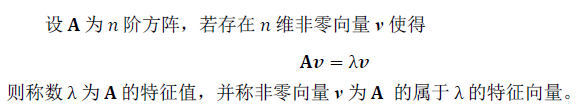 设 A 为 n 阶方阵，若存在 n 维非零向量 v 使得
Av = λv
则称数 λ 为 A 的特征值，并称非零向量 v 为 A 的属于 λ 的特征向量。